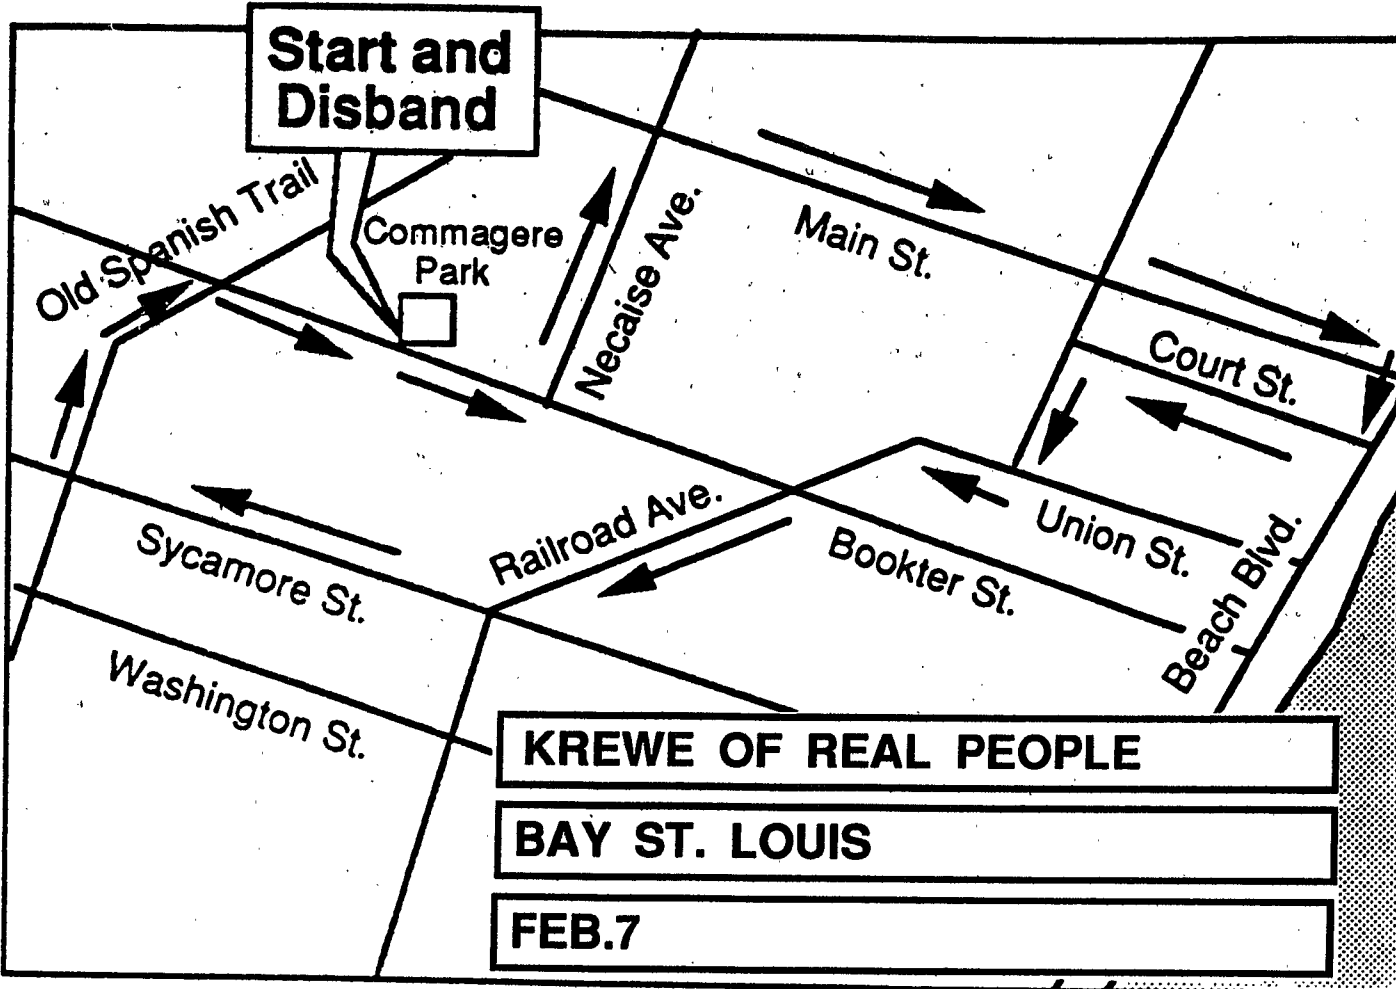 Start and
Disband
Old Spanish Trail
Commagere
Park
Necaise Ave.
Main St.
Court St.
Sycamore St.
Railroad Ave.
Bookter St.
Union St.
Beach Blvd.
Washington St.
KREWE OF REAL PEOPLE
BAY ST. LOUIS
FEB.7